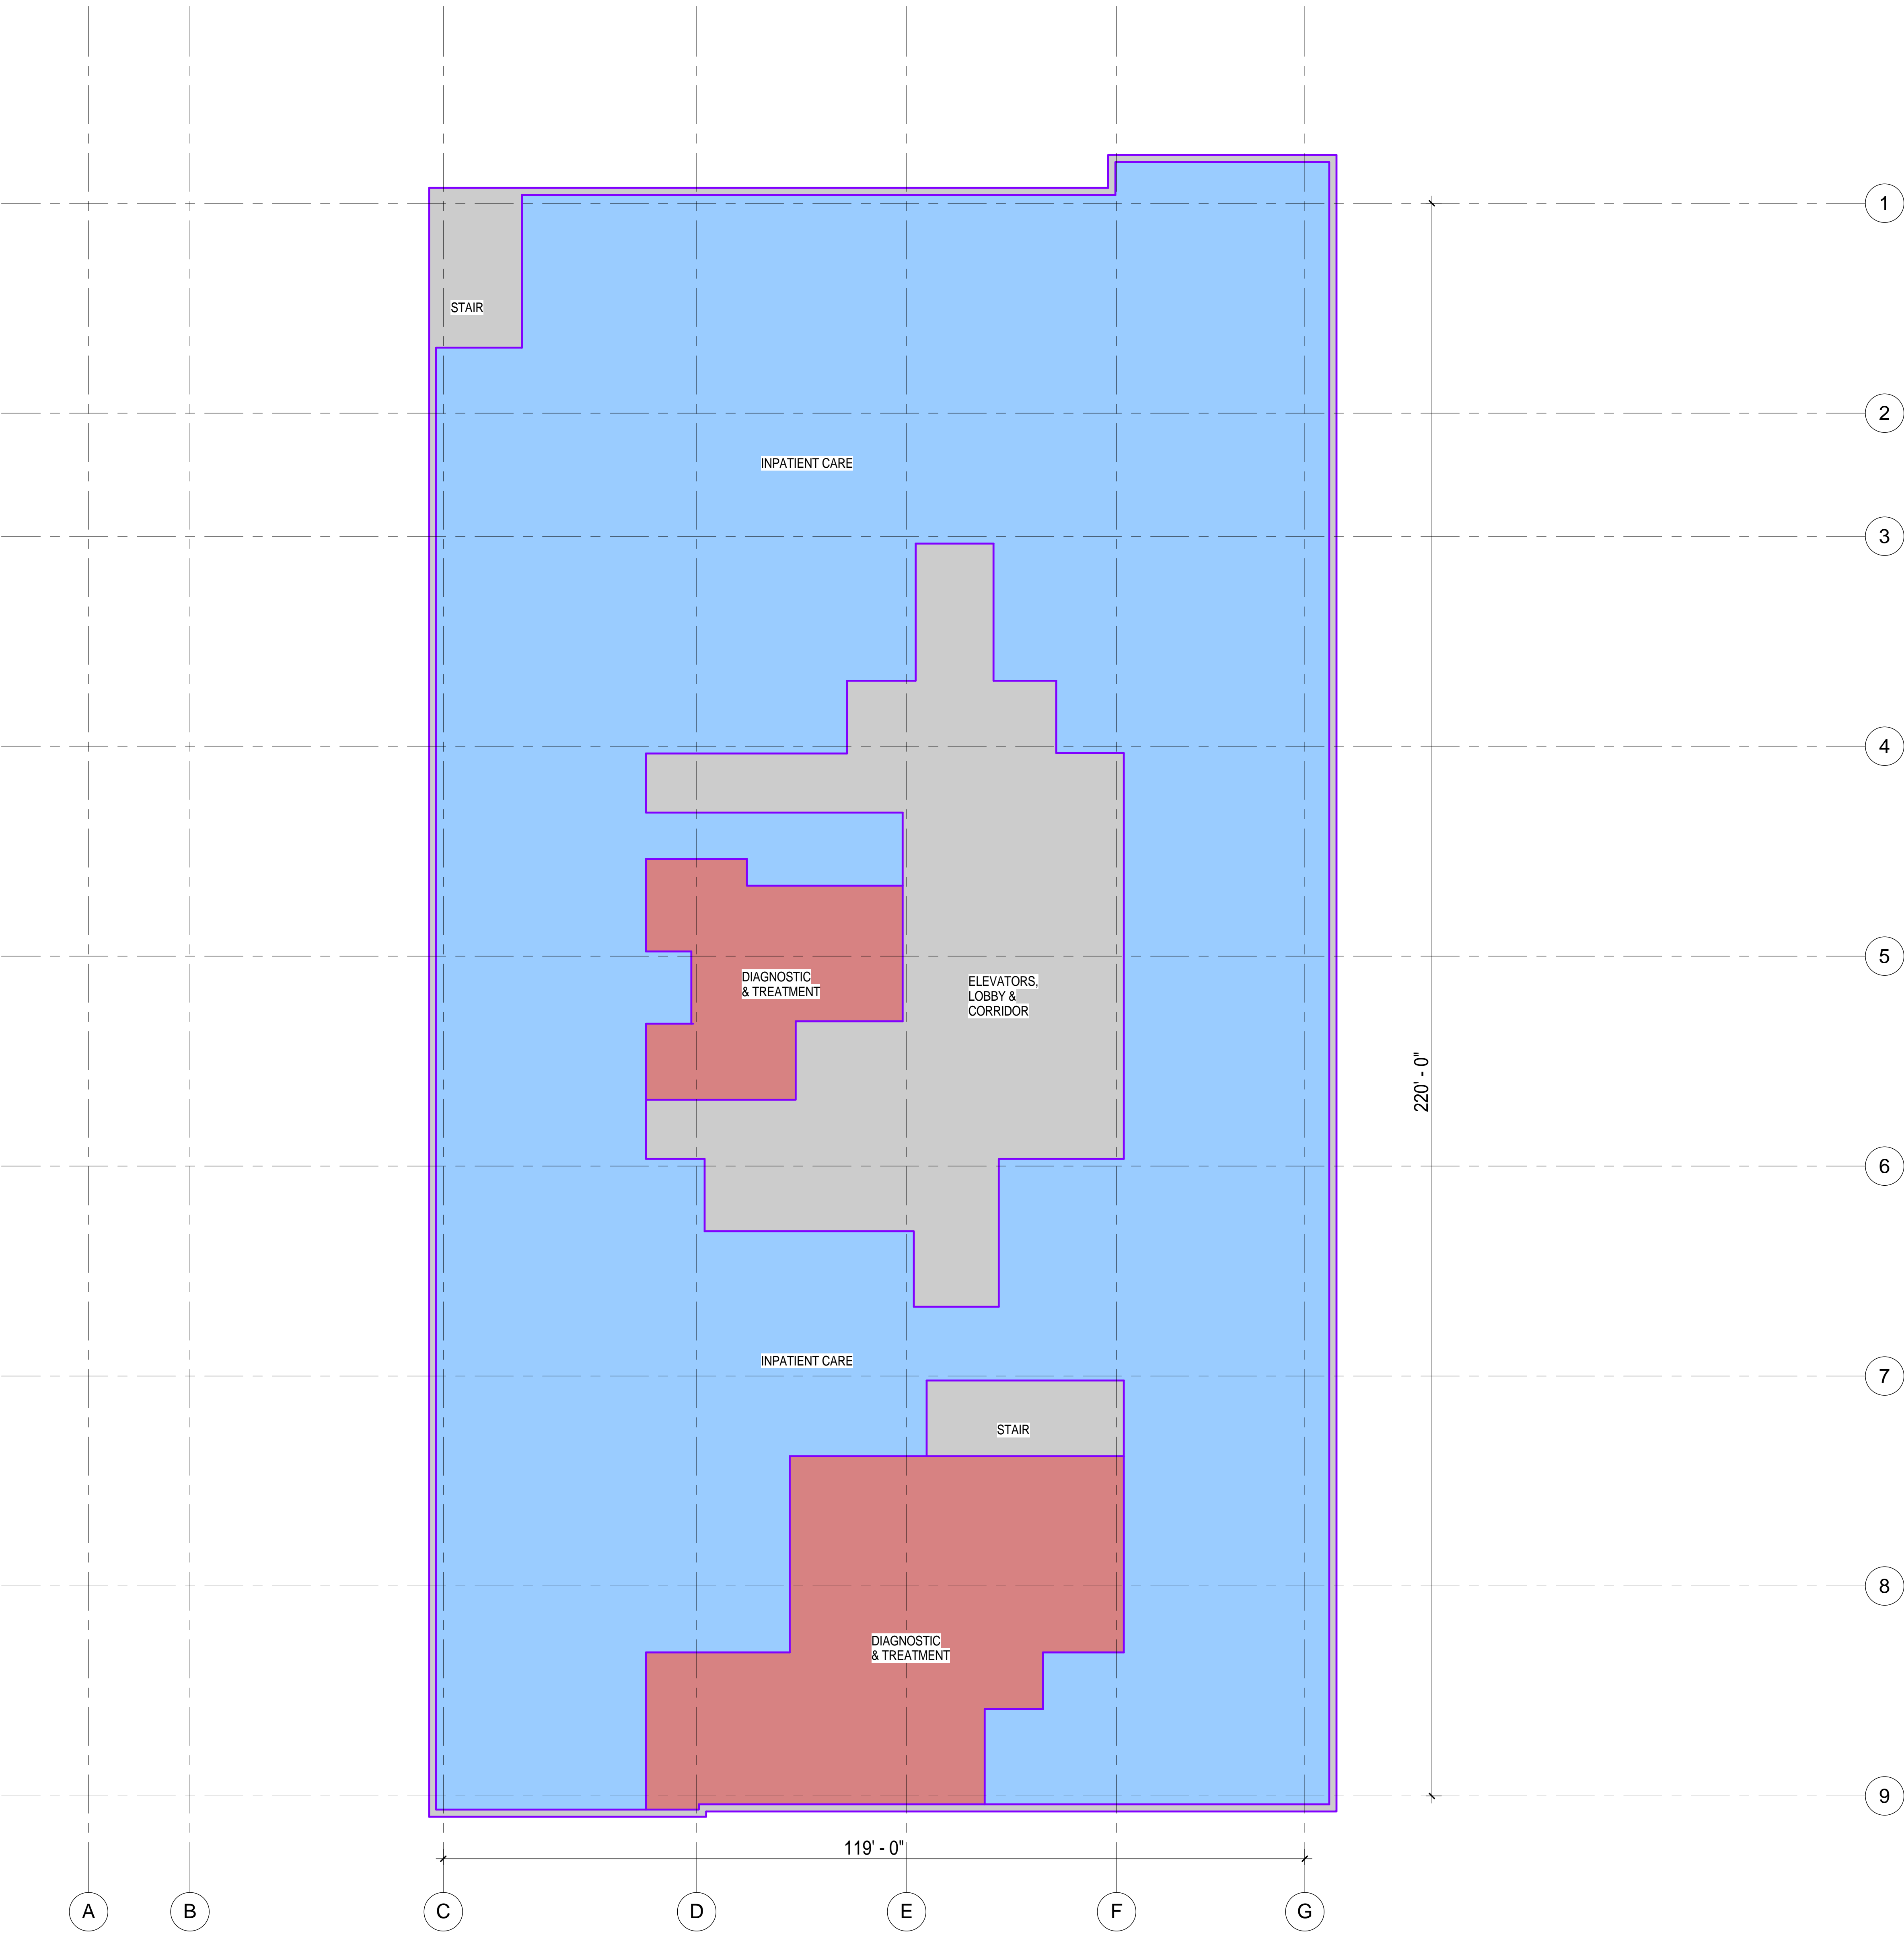 1
STAIR
2
INPATIENT CARE
3
4
5
DIAGNOSTIC
& TREATMENT
ELEVATORS,
LOBBY &
CORRIDOR
220' - 0"
6
INPATIENT CARE
7
STAIR
8
DIAGNOSTIC
& TREATMENT
9
119' - 0"
A
B
C
D
E
F
G